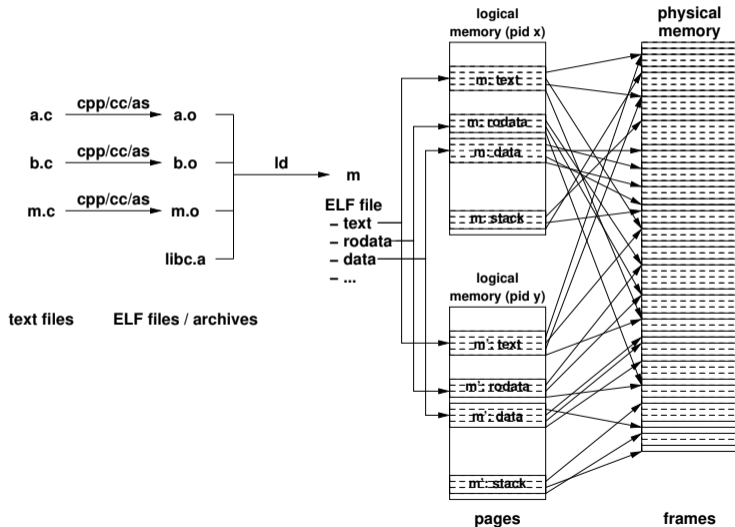 logical
memory (pid x)
physical
memory
m: text
cpp/cc/as
a.c
a.o
m: rodata
m: data
cpp/cc/as
b.c
b.o
ld
m
cpp/cc/as
m.c
m.o
ELF file
– text
– rodata
– data
– ...
m: stack
libc.a
logical
memory (pid y)
text files
ELF files / archives
m': text
m': rodata
m': data
m': stack
pages
frames